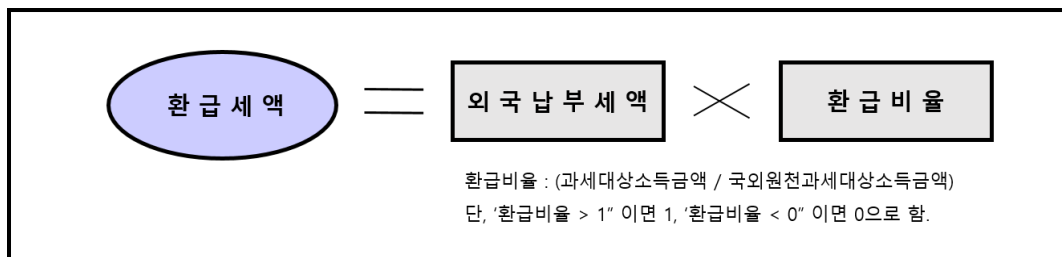 환 급 세 액 = 외 국 납 부 세 액 × 환 급 비 율
환급비율 : (과세대상소득금액 / 국외원천과세대상소득금액)
단, ‘환급비율 > 1” 이면 1, ‘환급비율 < 0” 이면 0으로 함.